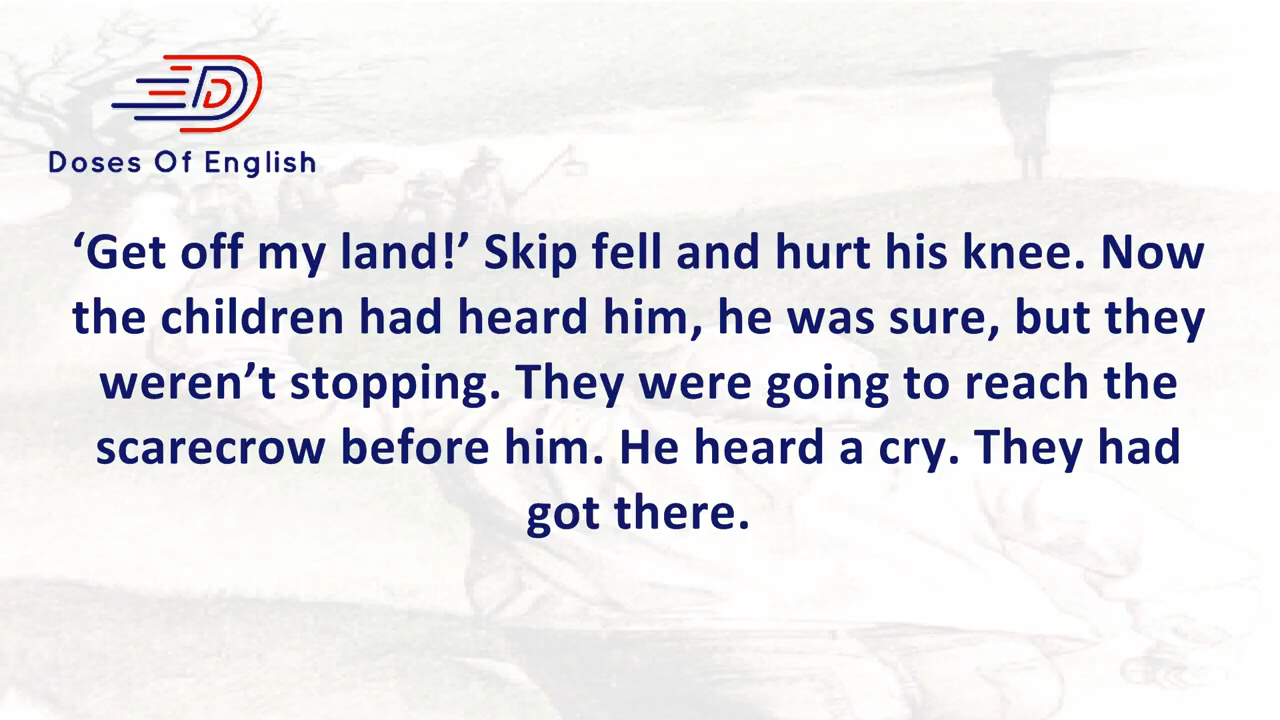 Doses Of English
‘Get off my land!’ Skip fell and hurt his knee. Now
the children had heard him, he was sure, but they
weren’t stopping. They were going to reach the
scarecrow before him. He heard a cry. They had
got there.